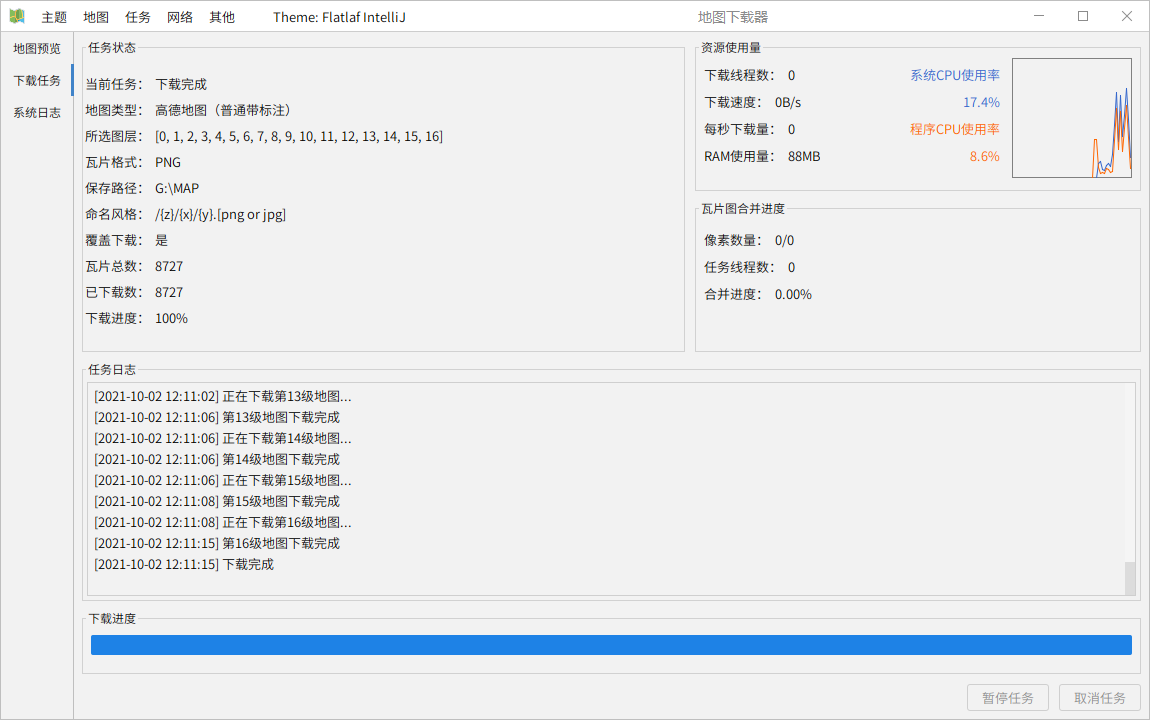 主题 地图 任务 网络 其他 Theme: Flatlaf IntelliJ 地图下载器
地图预览
下载任务
系统日志
任务状态
当前任务： 下载完成
地图类型： 高德地图（普通带标注）
所选图层： [0, 1, 2, 3, 4, 5, 6, 7, 8, 9, 10, 11, 12, 13, 14, 15, 16]
瓦片格式： PNG
保存路径： G:\MAP
命名风格： /{z}/{x}/{y}.[png or jpg]
覆盖下载： 是
瓦片总数： 8727
已下载数： 8727
下载进度： 100%
资源使用量
下载线程数： 0
下载速度： 0B/s
每秒下载量： 0
RAM使用量： 88MB
系统CPU使用率
17.4%
程序CPU使用率
8.6%
瓦片图合并进度
像素数量： 0/0
任务线程数： 0
合并进度： 0.00%
任务日志
[2021-10-02 12:11:02] 正在下载第13级地图...
[2021-10-02 12:11:06] 第13级地图下载完成
[2021-10-02 12:11:06] 正在下载第14级地图...
[2021-10-02 12:11:06] 第14级地图下载完成
[2021-10-02 12:11:06] 正在下载第15级地图...
[2021-10-02 12:11:08] 第15级地图下载完成
[2021-10-02 12:11:08] 正在下载第16级地图...
[2021-10-02 12:11:15] 第16级地图下载完成
[2021-10-02 12:11:15] 下载完成
下载进度
暂停任务 取消任务